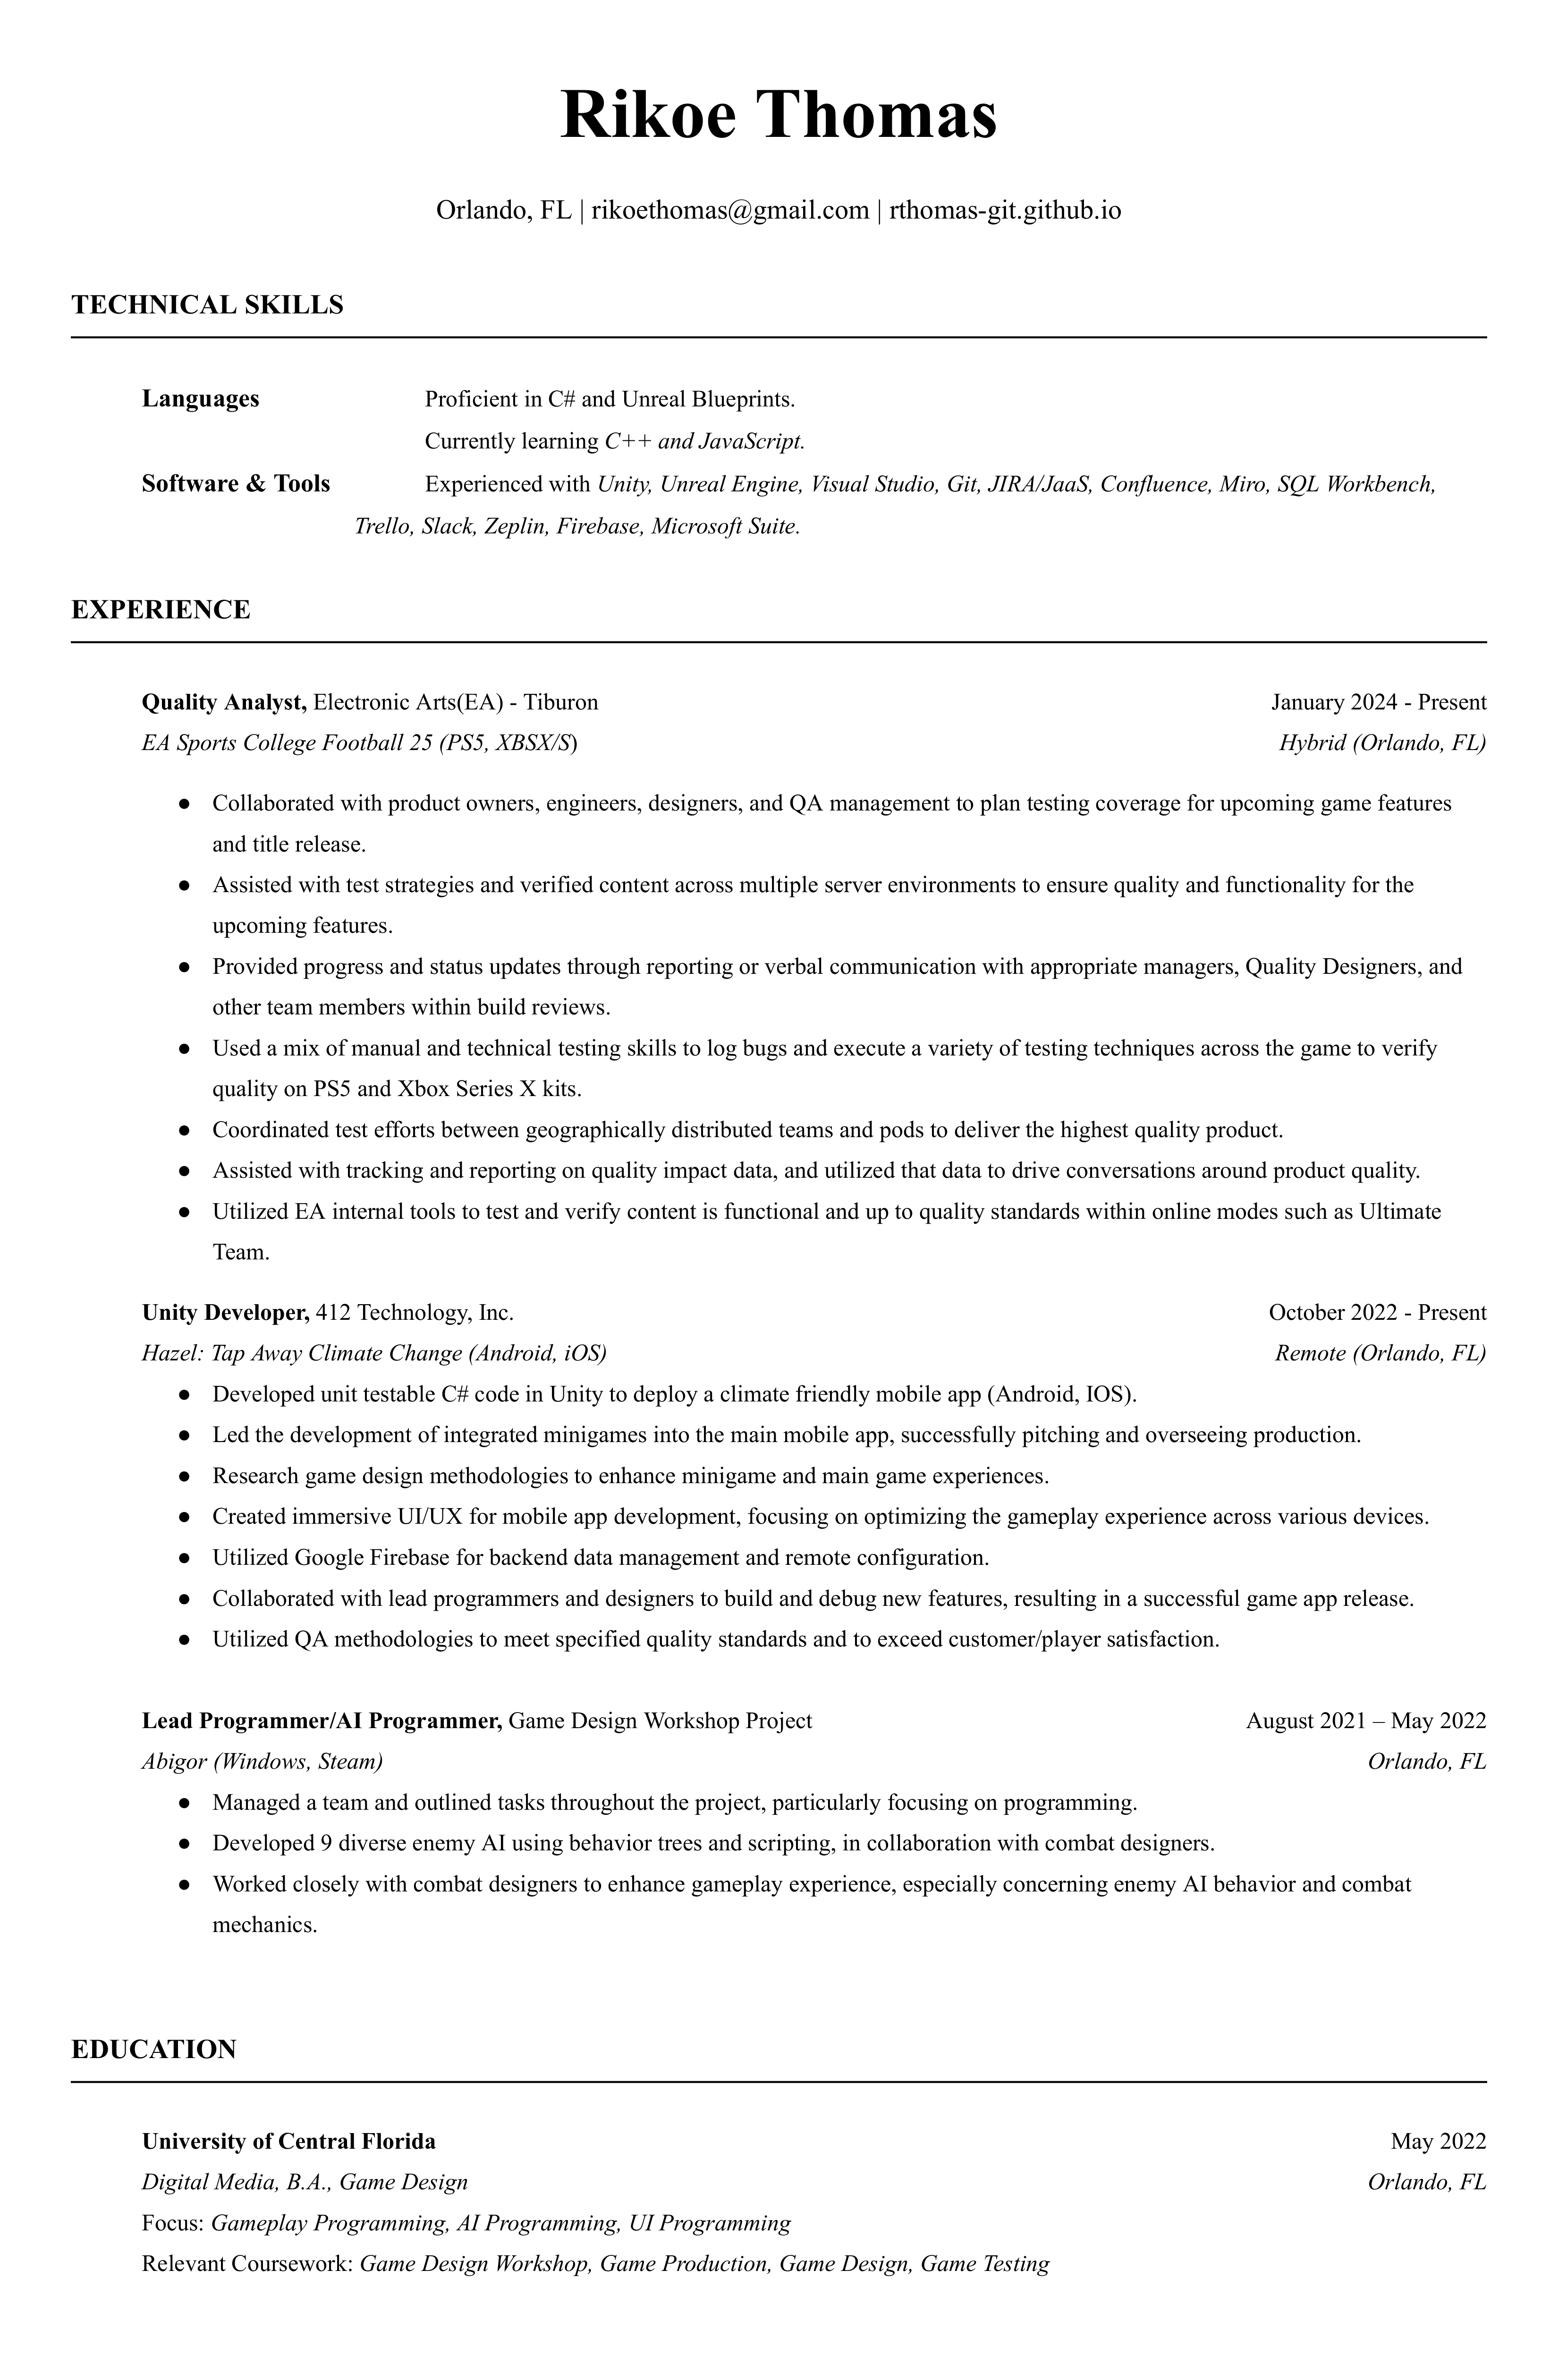 Rikoe Thomas
Orlando, FL | rikoethomas@gmail.com | rthomas-git.github.io
TECHNICAL SKILLS
Languages Proficient in C# and Unreal Blueprints.
Currently learning C++ and JavaScript.
Software & Tools Experienced with Unity, Unreal Engine, Visual Studio, Git, JIRA/JaaS, Confluence, Miro, SQL Workbench,
Trello, Slack, Zeplin, Firebase, Microsoft Suite.
EXPERIENCE
Quality Analyst, Electronic Arts(EA) - Tiburon January 2024 - Present
EA Sports College Football 25 (PS5, XBSX/S) Hybrid (Orlando, FL)
● Collaborated with product owners, engineers, designers, and QA management to plan testing coverage for upcoming game features
and title release.
● Assisted with test strategies and verified content across multiple server environments to ensure quality and functionality for the
upcoming features.
● Provided progress and status updates through reporting or verbal communication with appropriate managers, Quality Designers, and
other team members within build reviews.
● Used a mix of manual and technical testing skills to log bugs and execute a variety of testing techniques across the game to verify
quality on PS5 and Xbox Series X kits.
● Coordinated test efforts between geographically distributed teams and pods to deliver the highest quality product.
● Assisted with tracking and reporting on quality impact data, and utilized that data to drive conversations around product quality.
● Utilized EA internal tools to test and verify content is functional and up to quality standards within online modes such as Ultimate
Team.
Unity Developer, 412 Technology, Inc. October 2022 - Present
Hazel: Tap Away Climate Change (Android, iOS) Remote (Orlando, FL)
● Developed unit testable C# code in Unity to deploy a climate friendly mobile app (Android, IOS).
● Led the development of integrated minigames into the main mobile app, successfully pitching and overseeing production.
● Research game design methodologies to enhance minigame and main game experiences.
● Created immersive UI/UX for mobile app development, focusing on optimizing the gameplay experience across various devices.
● Utilized Google Firebase for backend data management and remote configuration.
● Collaborated with lead programmers and designers to build and debug new features, resulting in a successful game app release.
● Utilized QA methodologies to meet specified quality standards and to exceed customer/player satisfaction.
Lead Programmer/AI Programmer, Game Design Workshop Project August 2021 – May 2022
Abigor (Windows, Steam) Orlando, FL
● Managed a team and outlined tasks throughout the project, particularly focusing on programming.
● Developed 9 diverse enemy AI using behavior trees and scripting, in collaboration with combat designers.
● Worked closely with combat designers to enhance gameplay experience, especially concerning enemy AI behavior and combat
mechanics.
EDUCATION
University of Central Florida May 2022
Digital Media, B.A., Game Design Orlando, FL
Focus: Gameplay Programming, AI Programming, UI Programming
Relevant Coursework: Game Design Workshop, Game Production, Game Design, Game Testing